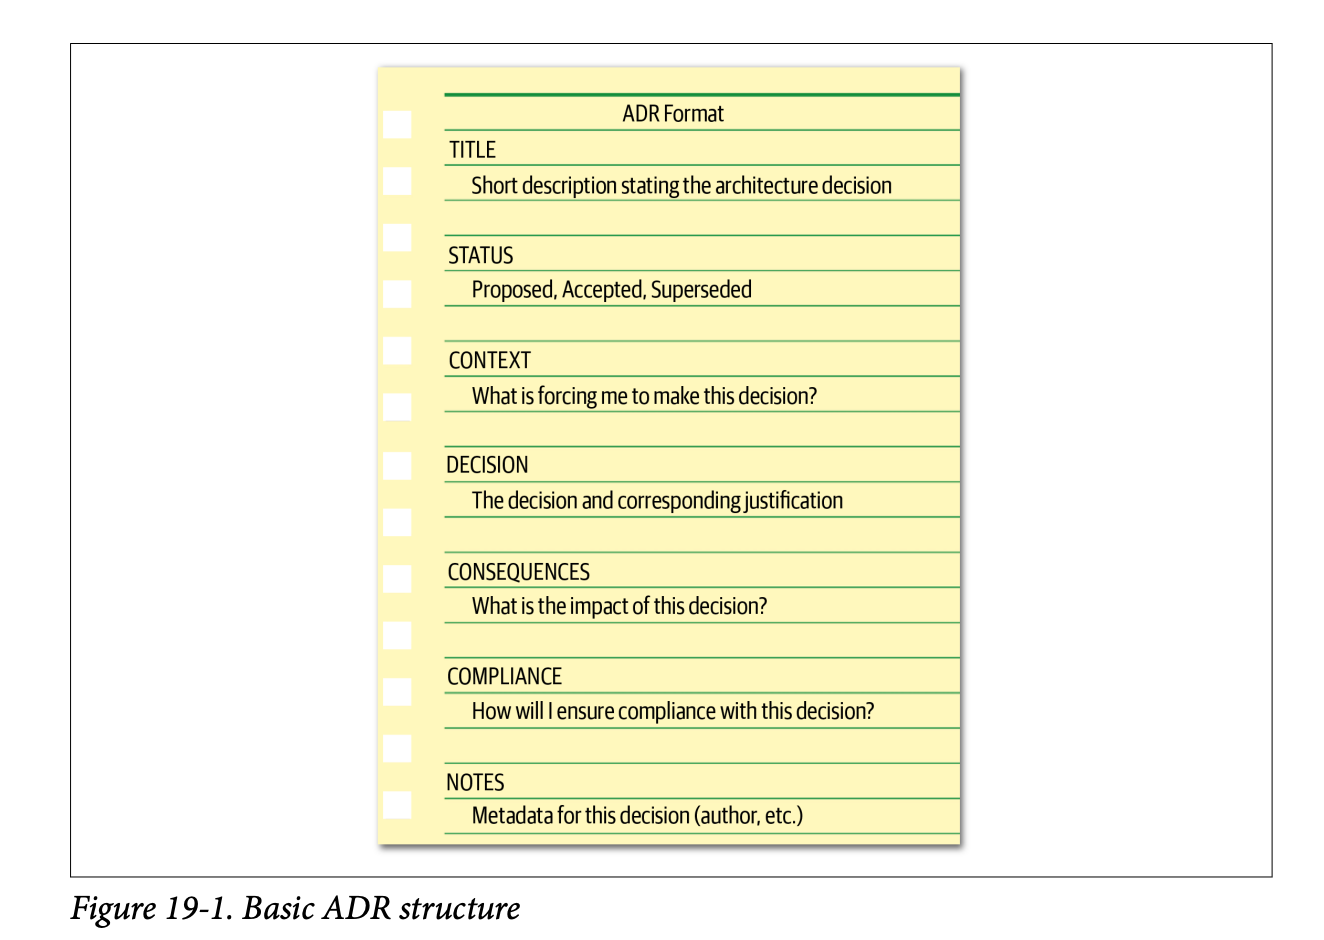 ADR Format
TITLE
Short description stating the architecture decision
STATUS
Proposed, Accepted, Superseded
CONTEXT
What is forcing me to make this decision?
DECISION
The decision and corresponding justification
CONSEQUENCES
What is the impact of this decision?
COMPLIANCE
How will I ensure compliance with this decision?
NOTES
Metadata for this decision (author, etc.)
Figure 19-1. Basic ADR structure